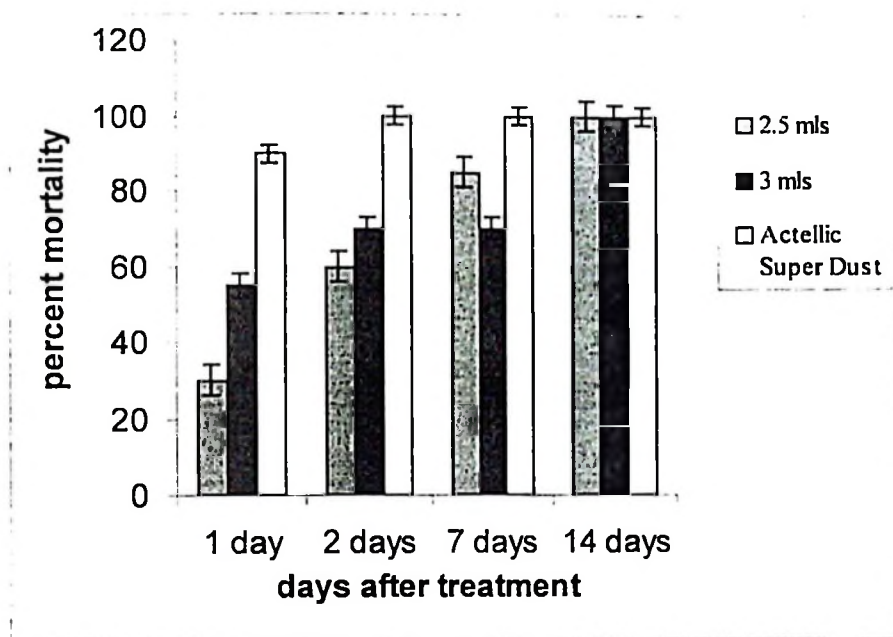 120
100
80
60
40
20
0
percent mortality
1 day 2 days 7 days 14 days
days after treatment
2.5 mls
3 mls
Actellic
Super Dust